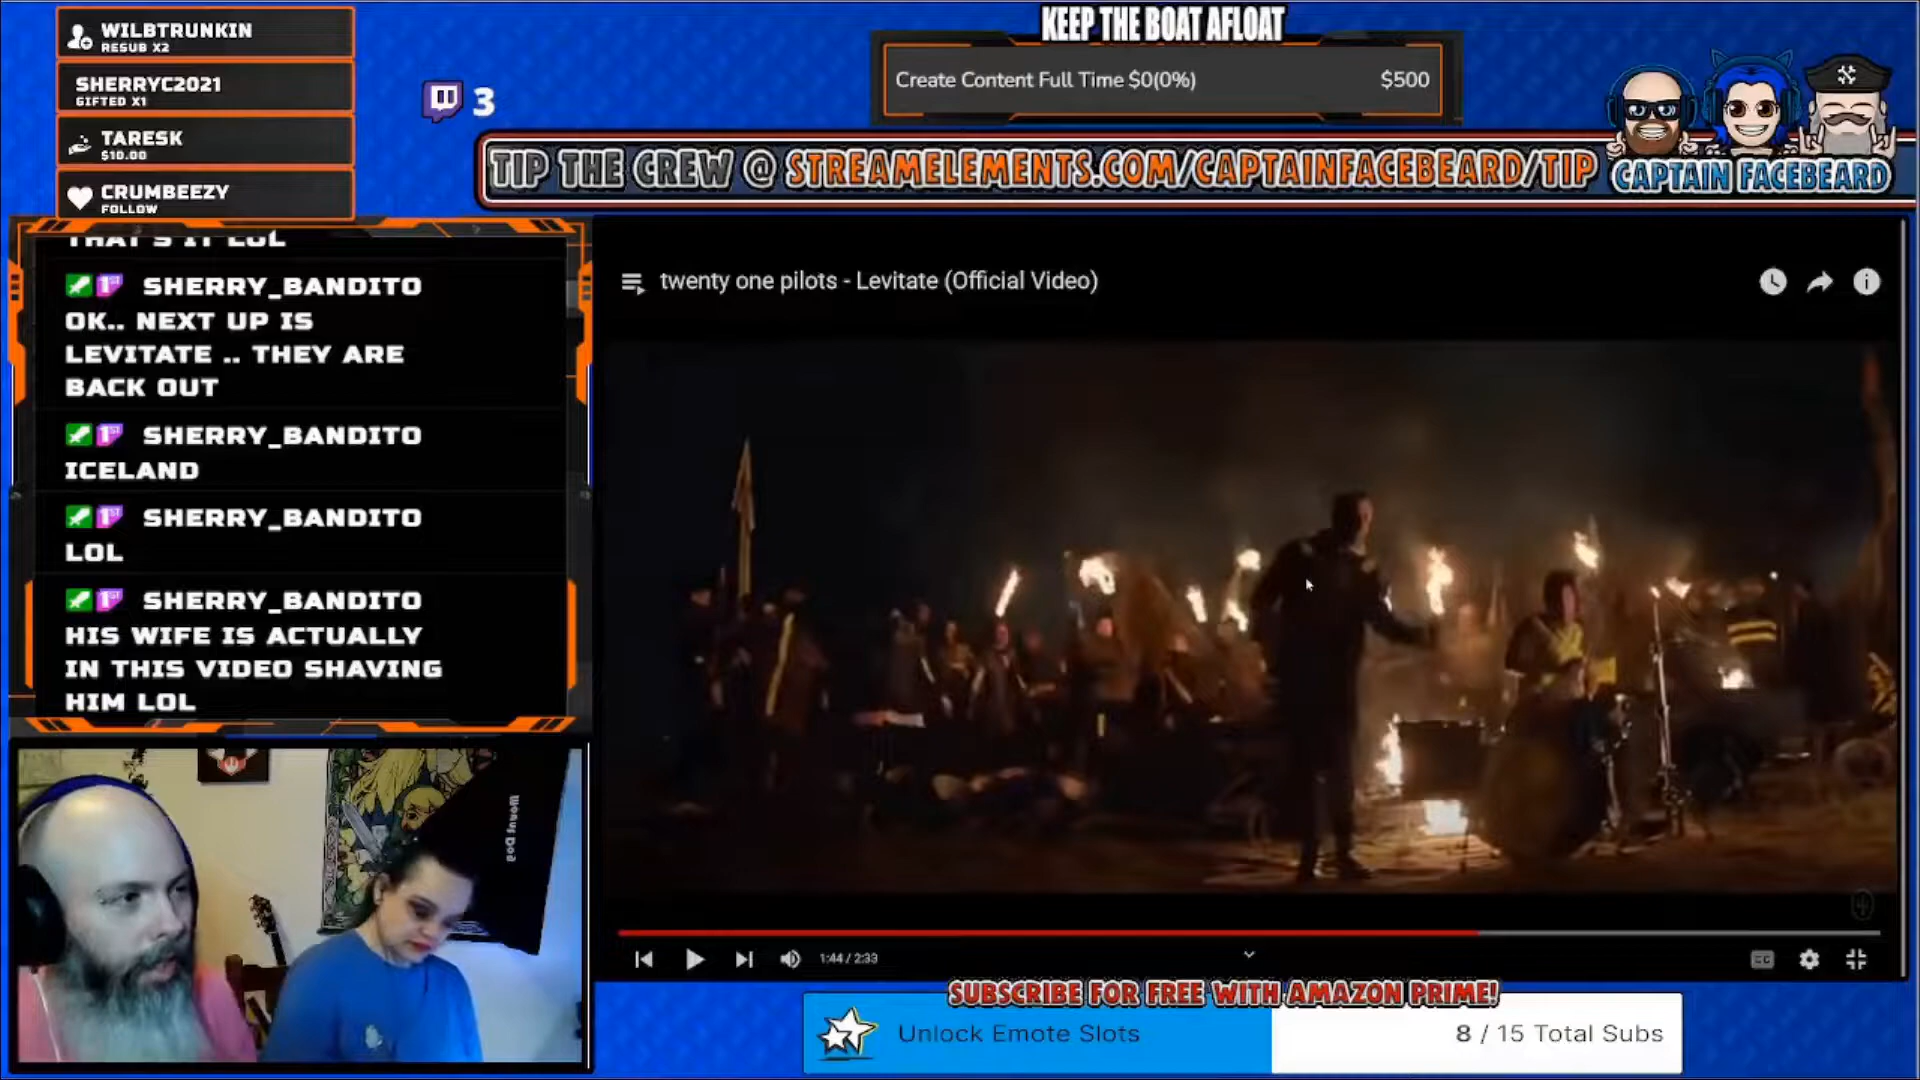 WILBTRUNKIN
RESUB X2
SHERRYC2021
GIFTED X1
TARESK
$10.00
CRUMBEEZY
FOLLOW
3
KEEP THE BOAT AFLOAT
Create Content Full Time $0(0%)
$500
TIP THE CREW @ STREAMELEMENTS.COM/CAPTAINFACEBEARD/TIP
CAPTAIN FACEBEARD
THAT'S IT LOL
SHERRY_BANDITO
OK.. NEXT UP IS
LEVITATE .. THEY ARE
BACK OUT
SHERRY_BANDITO
ICELAND
SHERRY_BANDITO
LOL
SHERRY_BANDITO
HIS WIFE IS ACTUALLY
IN THIS VIDEO SHAVING
HIM LOL
twenty one pilots - Levitate (Official Video)
1:44 / 2:33
CC
SUBSCRIBE FOR FREE WITH AMAZON PRIME!
Unlock Emote Slots
8 / 15 Total Subs